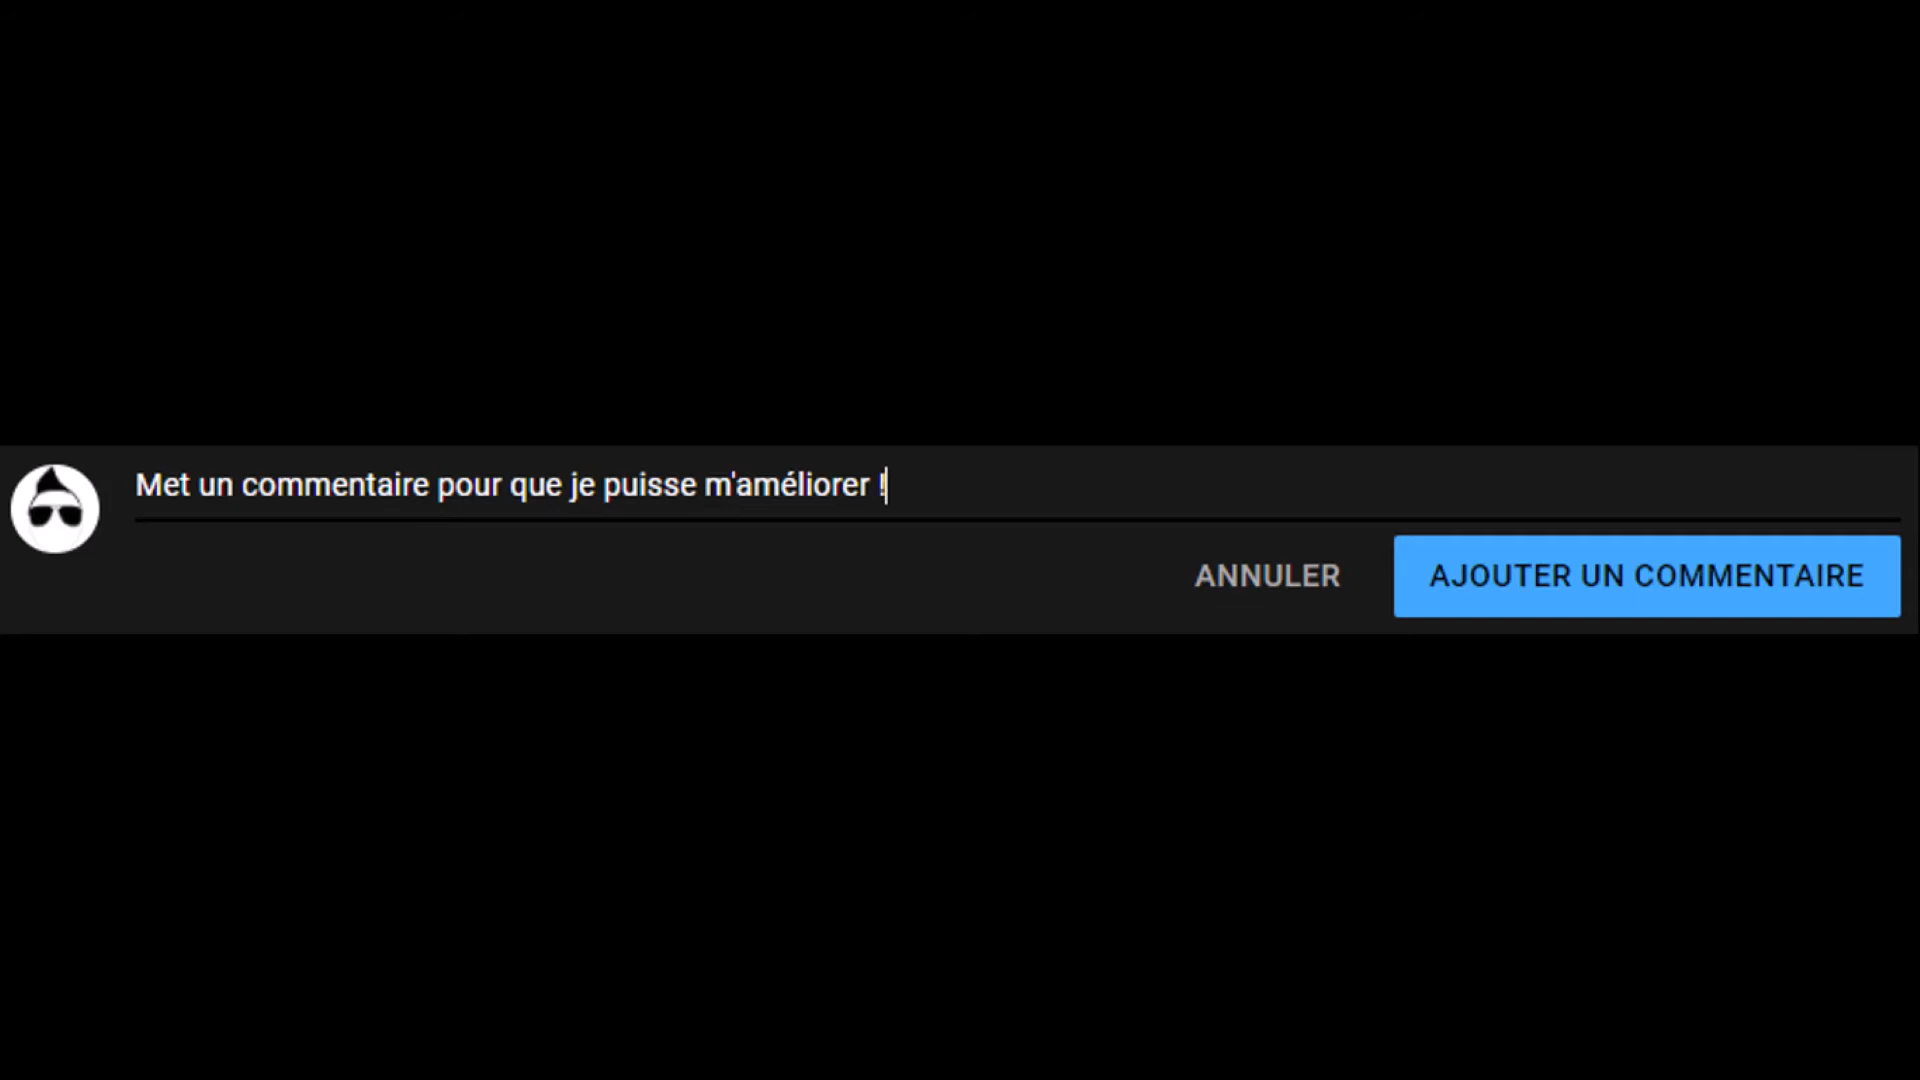 Met un commentaire pour que je puisse m'améliorer !
ANNULER
AJOUTER UN COMMENTAIRE